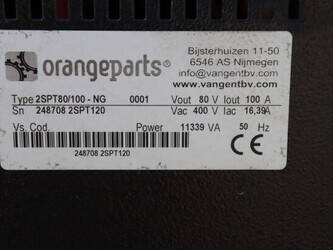 orangeparts®
Bijsterhuizen 11-50
6546 AS Nijmegen
info@vangentbv.com
www.vangentbv.com
Type 2SPT80/100 - NG 0001 Vout 80 V Iout 100 A
Sn 248708 2SPT120 Vac 400 V Iac 16,39A
Vs. Cod. Power 11339 VA 50 Hz
248708 2SPT120